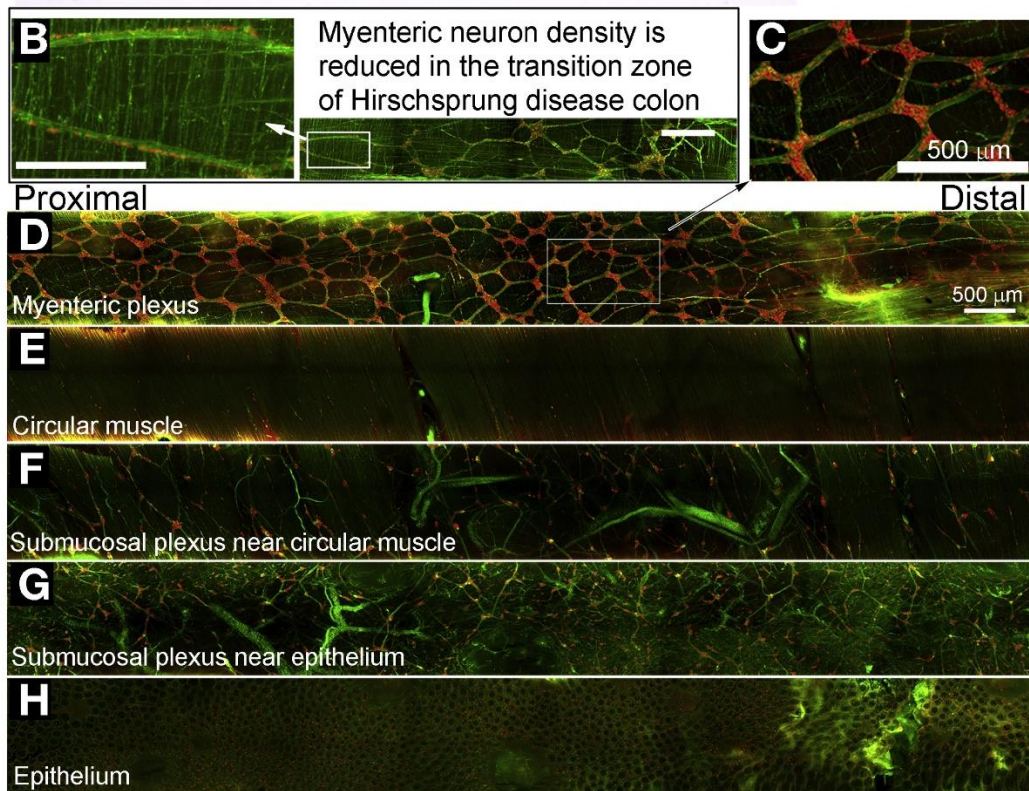 B
Myenteric neuron density is
reduced in the transition zone
of Hirschsprung disease colon
C
500 μm
Proximal
Distal
D
Myenteric plexus
500 μm
E
Circular muscle
F
Submucosal plexus near circular muscle
G
Submucosal plexus near epithelium
H
Epithelium